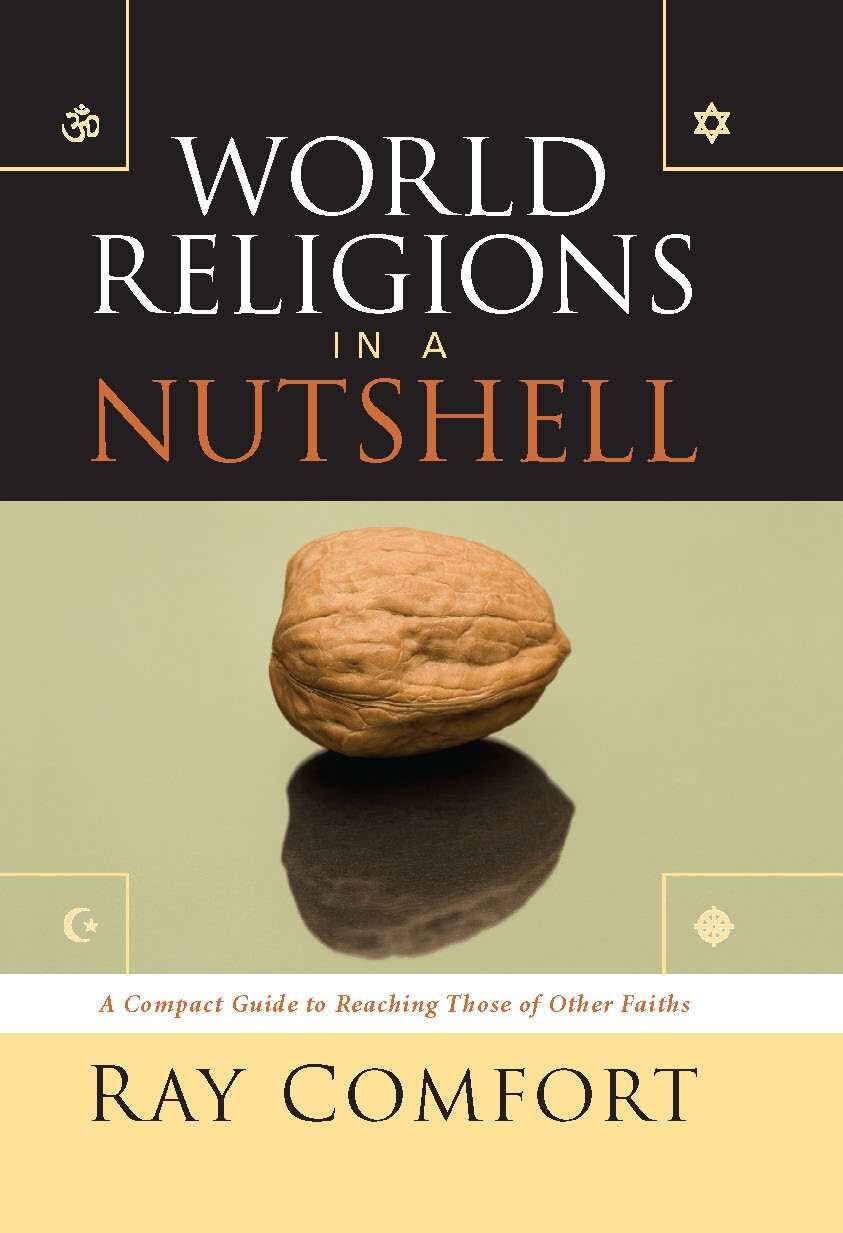 WORLD
RELIGIONS
IN A
NUTSHELL
A Compact Guide to Reaching Those of Other Faiths
RAY COMFORT